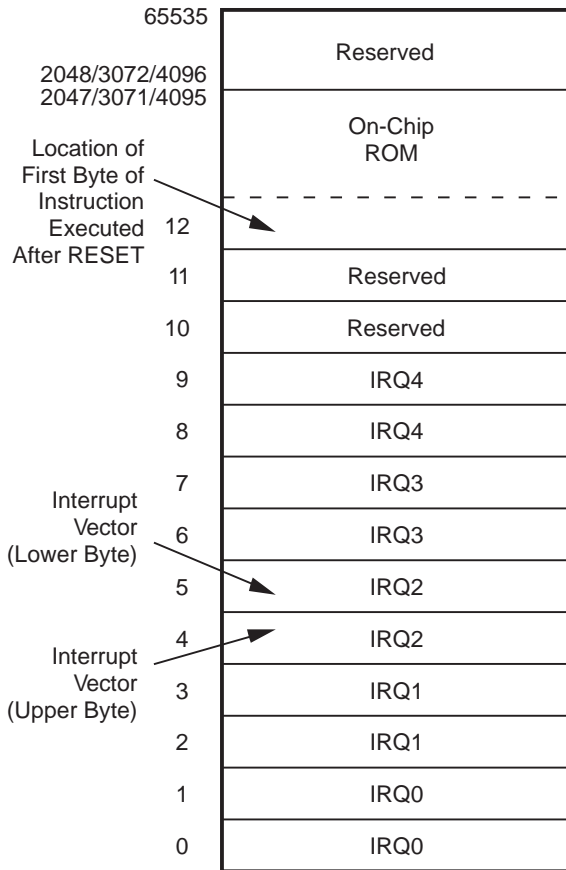 65535
Reserved
2048/3072/4096
2047/3071/4095
On-Chip
ROM
Location of
First Byte of
Instruction
Executed
After RESET
12
11
Reserved
10
Reserved
9
IRQ4
8
IRQ4
7
IRQ3
Interrupt
Vector
(Lower Byte)
6
IRQ3
5
IRQ2
4
IRQ2
Interrupt
Vector
(Upper Byte)
3
IRQ1
2
IRQ1
1
IRQ0
0
IRQ0